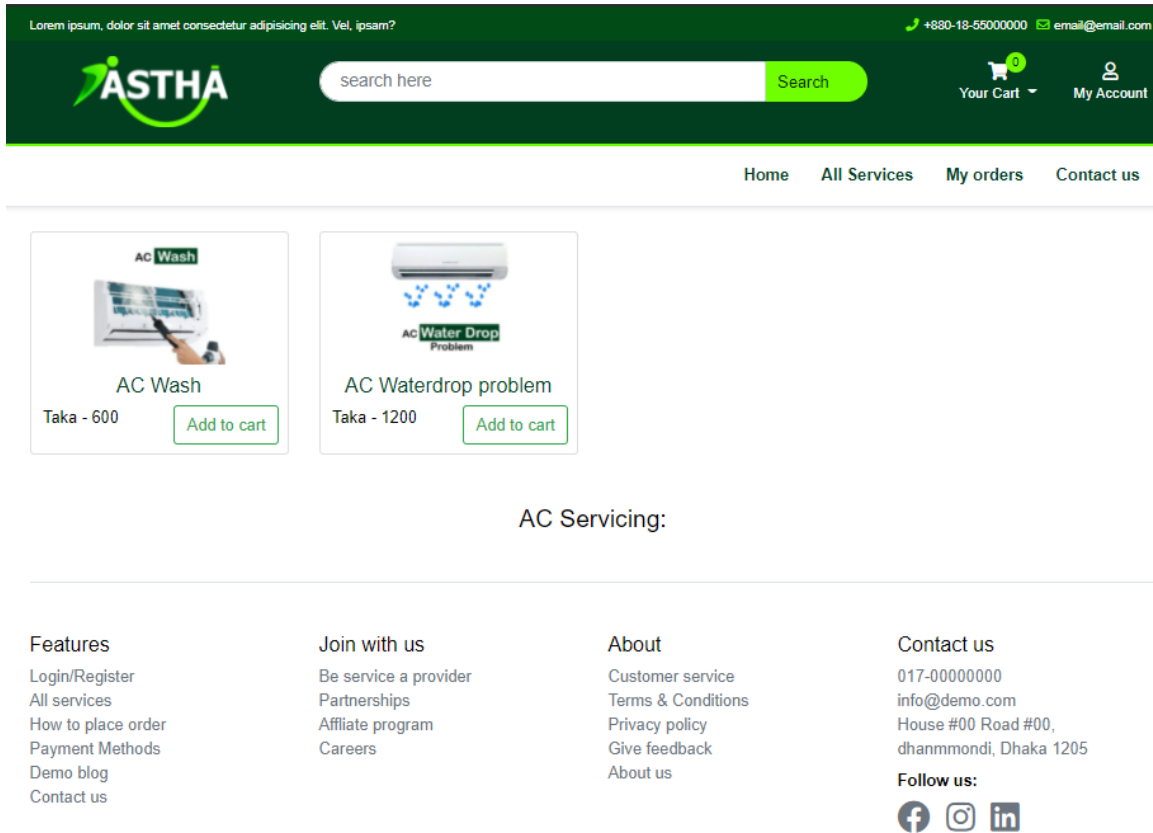 Lorem ipsum, dolor sit amet consectetur adipisicing elit. Vel, ipsam?
+880-18-55000000 email@email.com
ASTHA
search here
Search
0
Your Cart
My Account
Home All Services My orders Contact us
AC Wash
AC Wash
Taka - 600
Add to cart
AC Water Drop
Problem
AC Waterdrop problem
Taka - 1200
Add to cart
AC Servicing:
Features
Login/Register
All services
How to place order
Payment Methods
Demo blog
Contact us
Join with us
Be service a provider
Partnerships
Affliate program
Careers
About
Customer service
Terms & Conditions
Privacy policy
Give feedback
About us
Contact us
017-00000000
info@demo.com
House #00 Road #00,
dhanmmondi, Dhaka 1205
Follow us: